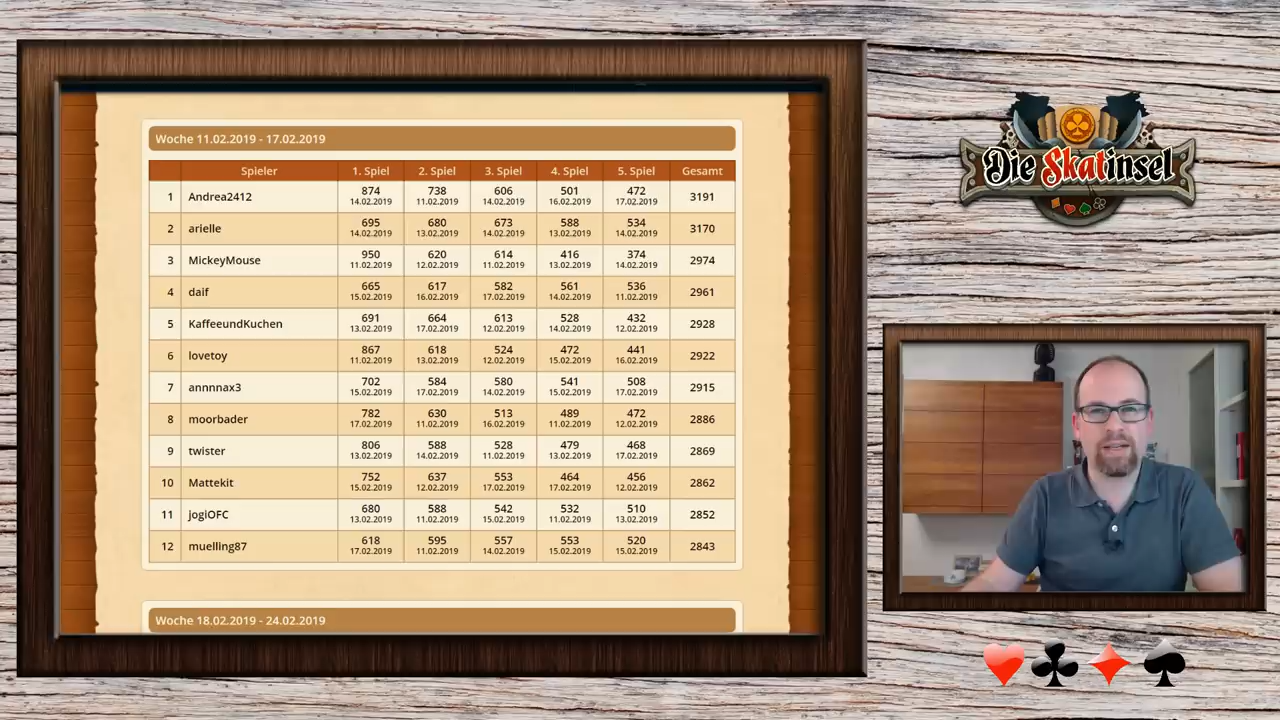 Woche 11.02.2019 - 17.02.2019
Spieler 1. Spiel 2. Spiel 3. Spiel 4. Spiel 5. Spiel Gesamt
1 Andrea2412 874 738 606 501 472 3191
14.02.2019 11.02.2019 14.02.2019 16.02.2019 17.02.2019
2 arielle 695 680 673 588 534 3170
14.02.2019 13.02.2019 14.02.2019 13.02.2019 14.02.2019
3 MickeyMouse 950 620 614 416 374 2974
11.02.2019 12.02.2019 11.02.2019 13.02.2019 14.02.2019
4 daif 665 617 582 561 536 2961
15.02.2019 16.02.2019 17.02.2019 14.02.2019 11.02.2019
5 KaffeeundKuchen 691 664 613 528 432 2928
13.02.2019 17.02.2019 12.02.2019 12.02.2019 12.02.2019
6 lovetoy 867 618 524 472 441 2922
11.02.2019 13.02.2019 12.02.2019 15.02.2019 16.02.2019
7 annnnax3 702 584 580 541 508 2915
15.02.2019 17.02.2019 14.02.2019 15.02.2019 17.02.2019
8 moorbader 782 630 513 489 472 2886
17.02.2019 11.02.2019 16.02.2019 11.02.2019 12.02.2019
9 twister 806 588 528 479 468 2869
13.02.2019 14.02.2019 11.02.2019 13.02.2019 17.02.2019
10 Mattekit 752 637 553 464 456 2862
15.02.2019 12.02.2019 17.02.2019 17.02.2019 12.02.2019
11 jogiOFC 680 588 542 532 510 2852
13.02.2019 11.02.2019 15.02.2019 11.02.2019 13.02.2019
12 muelling87 618 595 557 553 520 2843
17.02.2019 11.02.2019 14.02.2019 15.02.2019 15.02.2019
Woche 18.02.2019 - 24.02.2019
Die Skatinsel